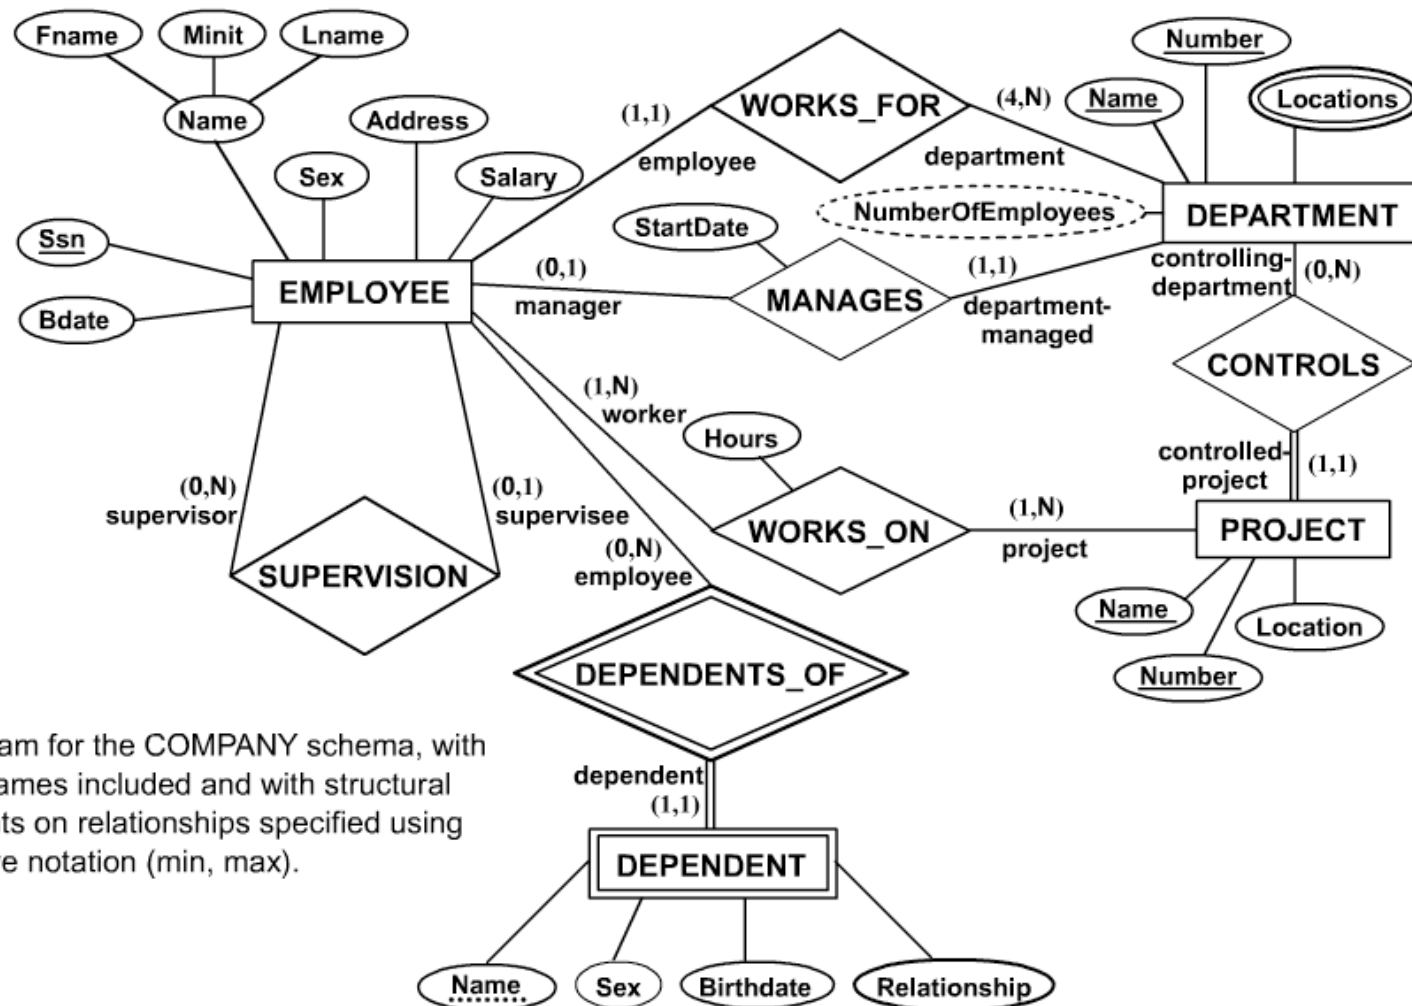 Fname
Minit
Lname
Name
Address
Sex
Salary
Ssn
Bdate
EMPLOYEE
(1,1)
employee
WORKS_FOR
(4,N)
department
Number
Name
Locations
NumberOfEmployees
DEPARTMENT
StartDate
(0,1)
manager
MANAGES
(1,1)
department-
managed
controlling-
department
(0,N)
CONTROLS
controlled-
project
(1,1)
PROJECT
Name
Number
Location
(1,N)
worker
Hours
WORKS_ON
(1,N)
project
(0,N)
supervisor
(0,1)
supervisee
SUPERVISION
(0,N)
employee
DEPENDENTS_OF
dependent
(1,1)
DEPENDENT
Name
Sex
Birthdate
Relationship
am for the COMPANY schema, with
ames included and with structural
ts on relationships specified using
e notation (min, max).